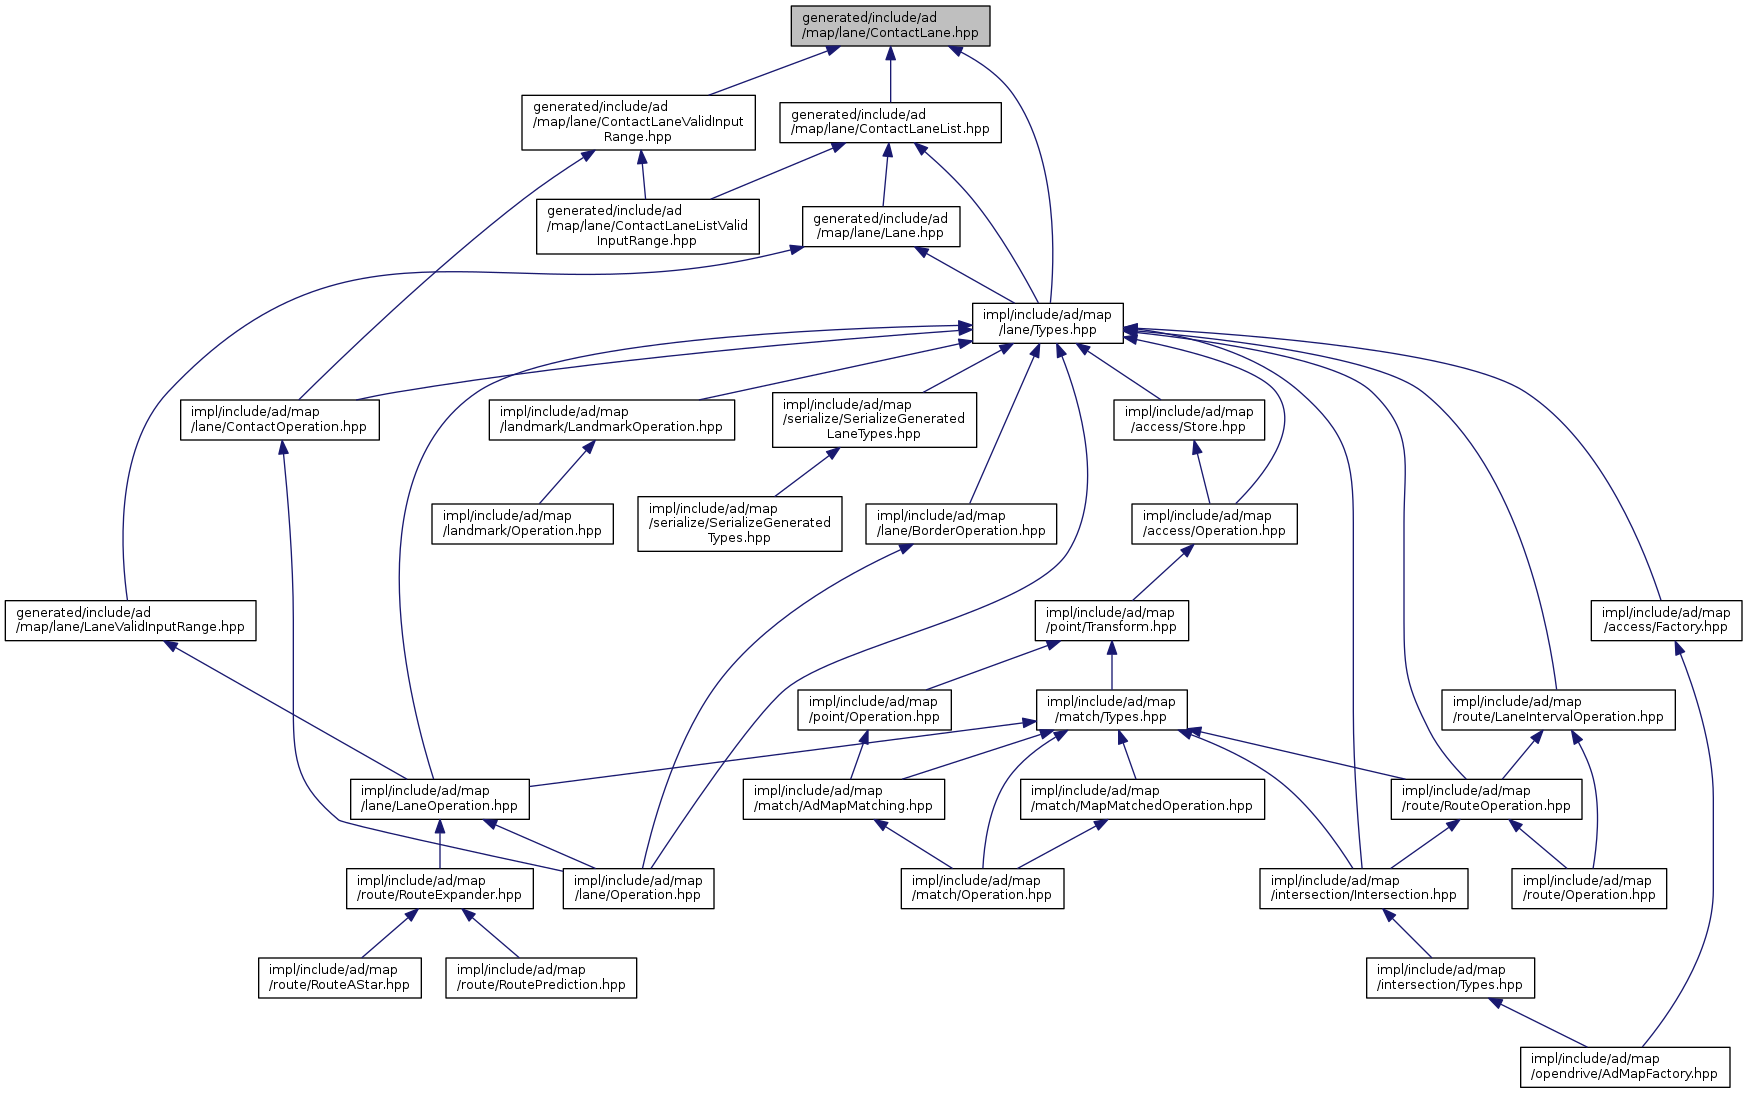 generated/include/ad
/map/lane/ContactLane.hpp
generated/include/ad
/map/lane/ContactLaneValidInput
Range.hpp
generated/include/ad
/map/lane/ContactLaneList.hpp
generated/include/ad
/map/lane/ContactLaneListValid
InputRange.hpp
generated/include/ad
/map/lane/Lane.hpp
impl/include/ad/map
/lane/Types.hpp
impl/include/ad/map
/lane/ContactOperation.hpp
impl/include/ad/map
/landmark/LandmarkOperation.hpp
impl/include/ad/map
/serialize/SerializeGenerated
LaneTypes.hpp
impl/include/ad/map
/access/Store.hpp
impl/include/ad/map
/landmark/Operation.hpp
impl/include/ad/map
/serialize/SerializeGenerated
Types.hpp
impl/include/ad/map
/lane/BorderOperation.hpp
impl/include/ad/map
/access/Operation.hpp
generated/include/ad
/map/lane/LaneValidInputRange.hpp
impl/include/ad/map
/point/Transform.hpp
impl/include/ad/map
/access/Factory.hpp
impl/include/ad/map
/point/Operation.hpp
impl/include/ad/map
/match/Types.hpp
impl/include/ad/map
/route/LaneIntervalOperation.hpp
impl/include/ad/map
/lane/LaneOperation.hpp
impl/include/ad/map
/match/AdMapMatching.hpp
impl/include/ad/map
/match/MapMatchedOperation.hpp
impl/include/ad/map
/route/RouteOperation.hpp
impl/include/ad/map
/route/RouteExpander.hpp
impl/include/ad/map
/lane/Operation.hpp
impl/include/ad/map
/match/Operation.hpp
impl/include/ad/map
/intersection/Intersection.hpp
impl/include/ad/map
/route/Operation.hpp
impl/include/ad/map
/route/RouteAStar.hpp
impl/include/ad/map
/route/RoutePrediction.hpp
impl/include/ad/map
/intersection/Types.hpp
impl/include/ad/map
/opendrive/AdMapFactory.hpp